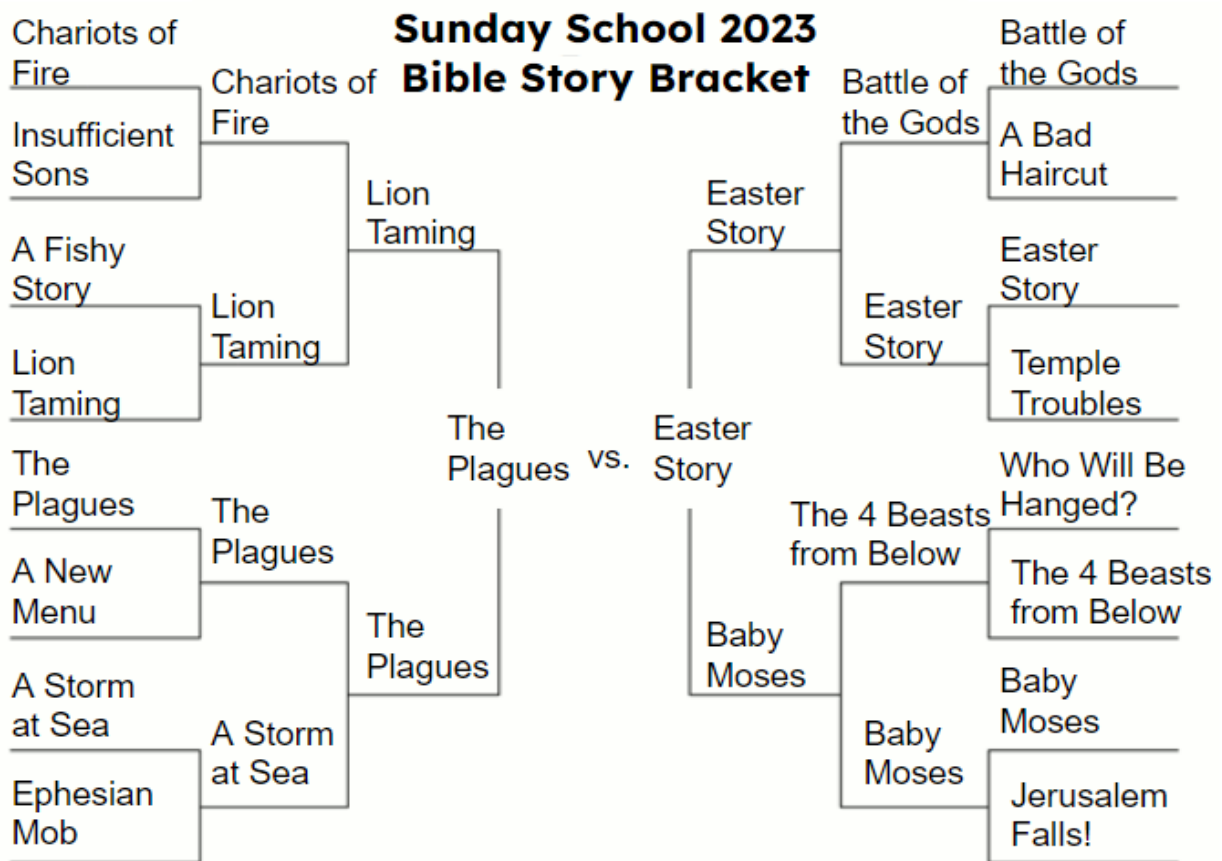 Sunday School 2023
Bible Story Bracket
Chariots of
Fire
Insufficient
Sons
A Fishy
Story
Lion
Taming
The
Plagues
A New
Menu
A Storm
at Sea
Ephesian
Mob
Chariots of
Fire
Lion
Taming
The
Plagues
A Storm
at Sea
Lion
Taming
The
Plagues
The
Plagues
vs.
Easter
Story
Easter
Story
Baby
Moses
Battle of
the Gods
Easter
Story
The 4 Beasts
from Below
Baby
Moses
Battle of
the Gods
A Bad
Haircut
Easter
Story
Temple
Troubles
Who Will Be
Hanged?
The 4 Beasts
from Below
Baby
Moses
Jerusalem
Falls!